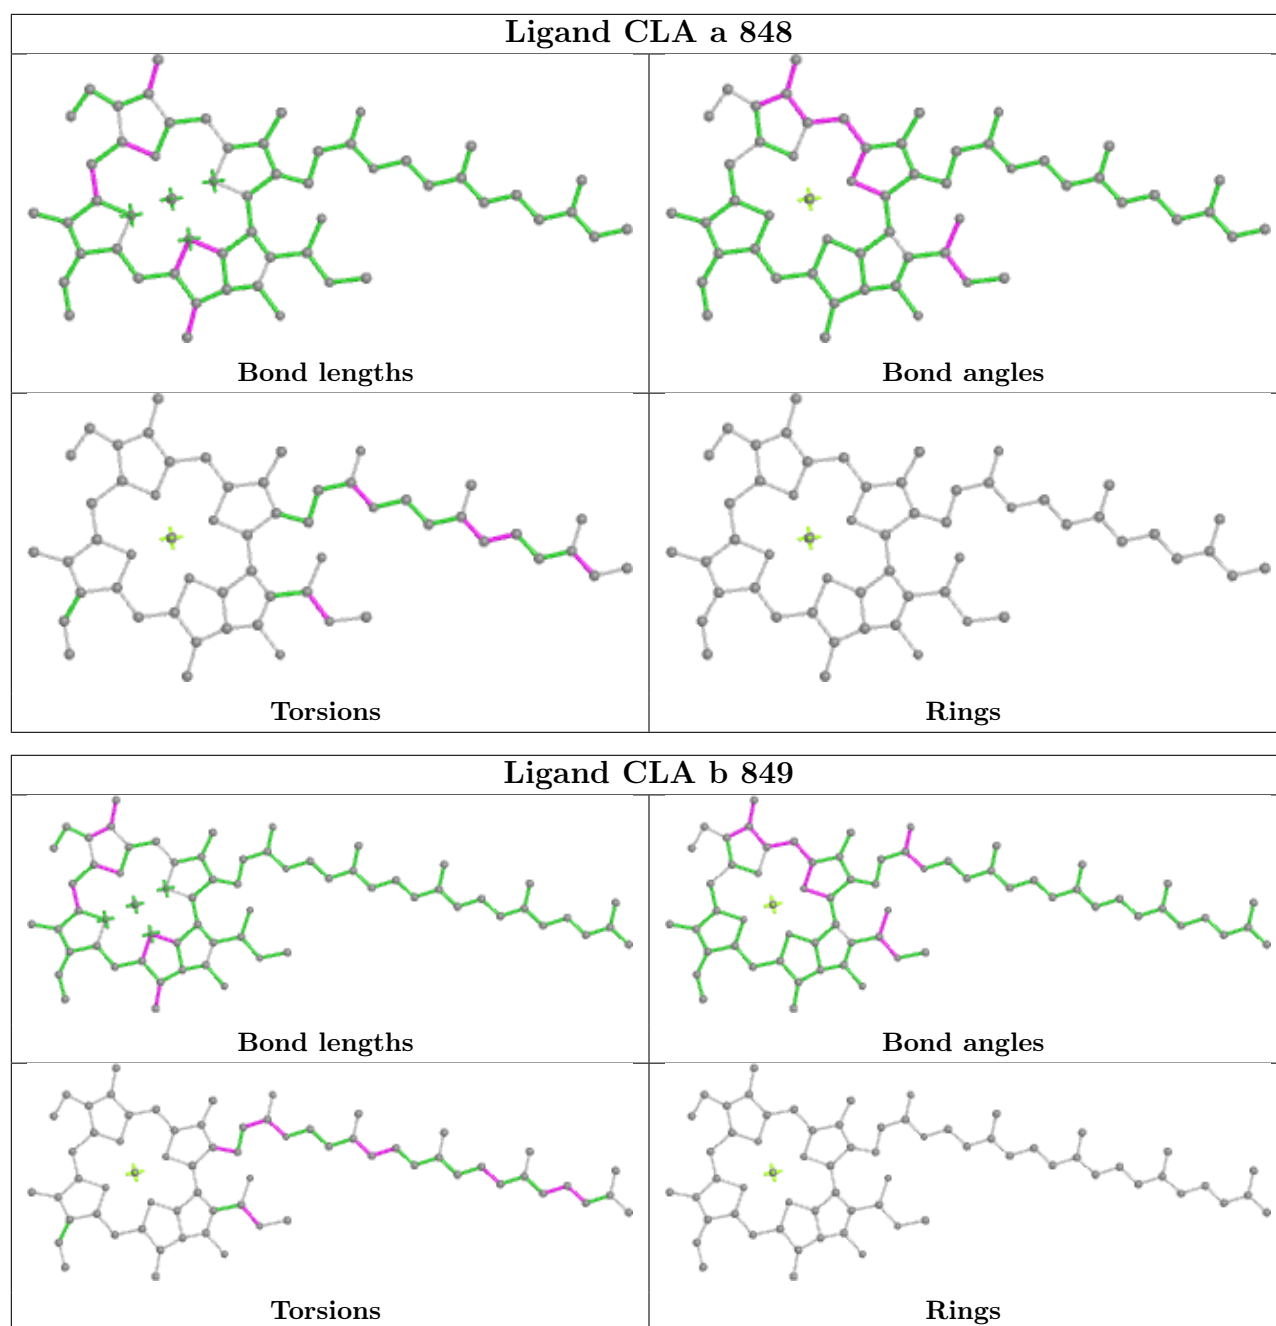 Ligand CLA a 848
Bond lengths
Bond angles
Torsions
Rings
Ligand CLA b 849
Bond lengths
Bond angles
Torsions
Rings